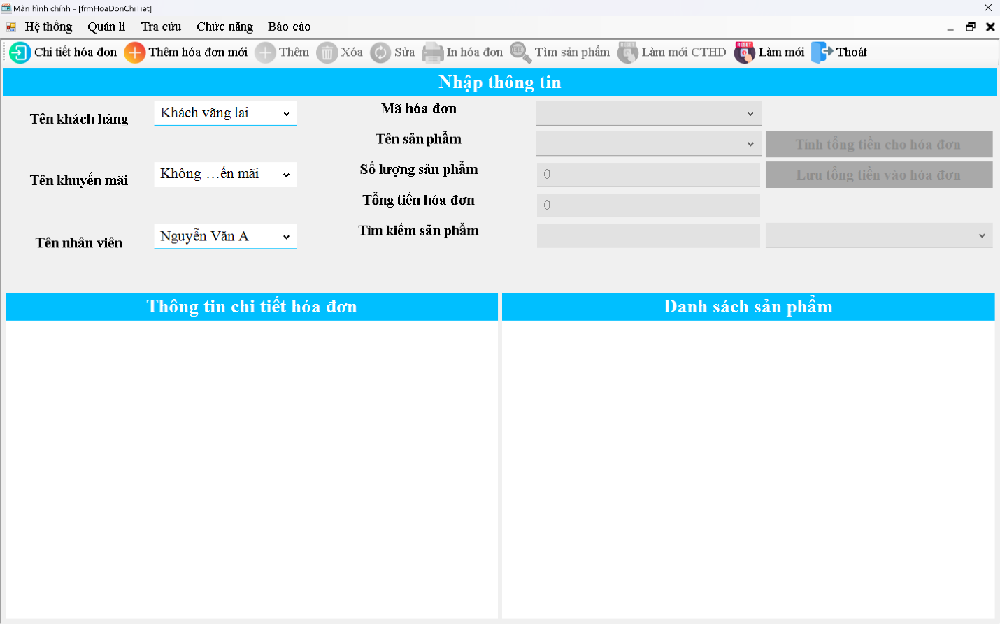 Màn hình chính - [frmHoaDonChiTiet]
Hệ thống Quản lí Tra cứu Chức năng Báo cáo
Chi tiết hóa đơn Thêm hóa đơn mới Thêm Xóa Sửa In hóa đơn Tìm sản phẩm Làm mới CTHD Làm mới Thoát
Nhập thông tin
Tên khách hàng Khách vãng lai
Mã hóa đơn
Tên sản phẩm Tính tổng tiền cho hóa đơn
Tên khuyến mãi Không ...ến mãi
Số lượng sản phẩm 0 Lưu tổng tiền vào hóa đơn
Tổng tiền hóa đơn 0
Tên nhân viên Nguyễn Văn A
Tìm kiếm sản phẩm
Thông tin chi tiết hóa đơn
Danh sách sản phẩm